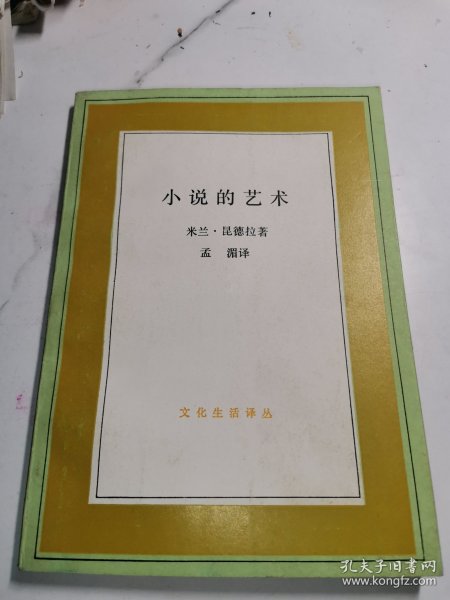 小说的艺术
米兰·昆德拉著
孟 湄译
文化生活译丛
孔夫子旧书网
www.kongfz.com